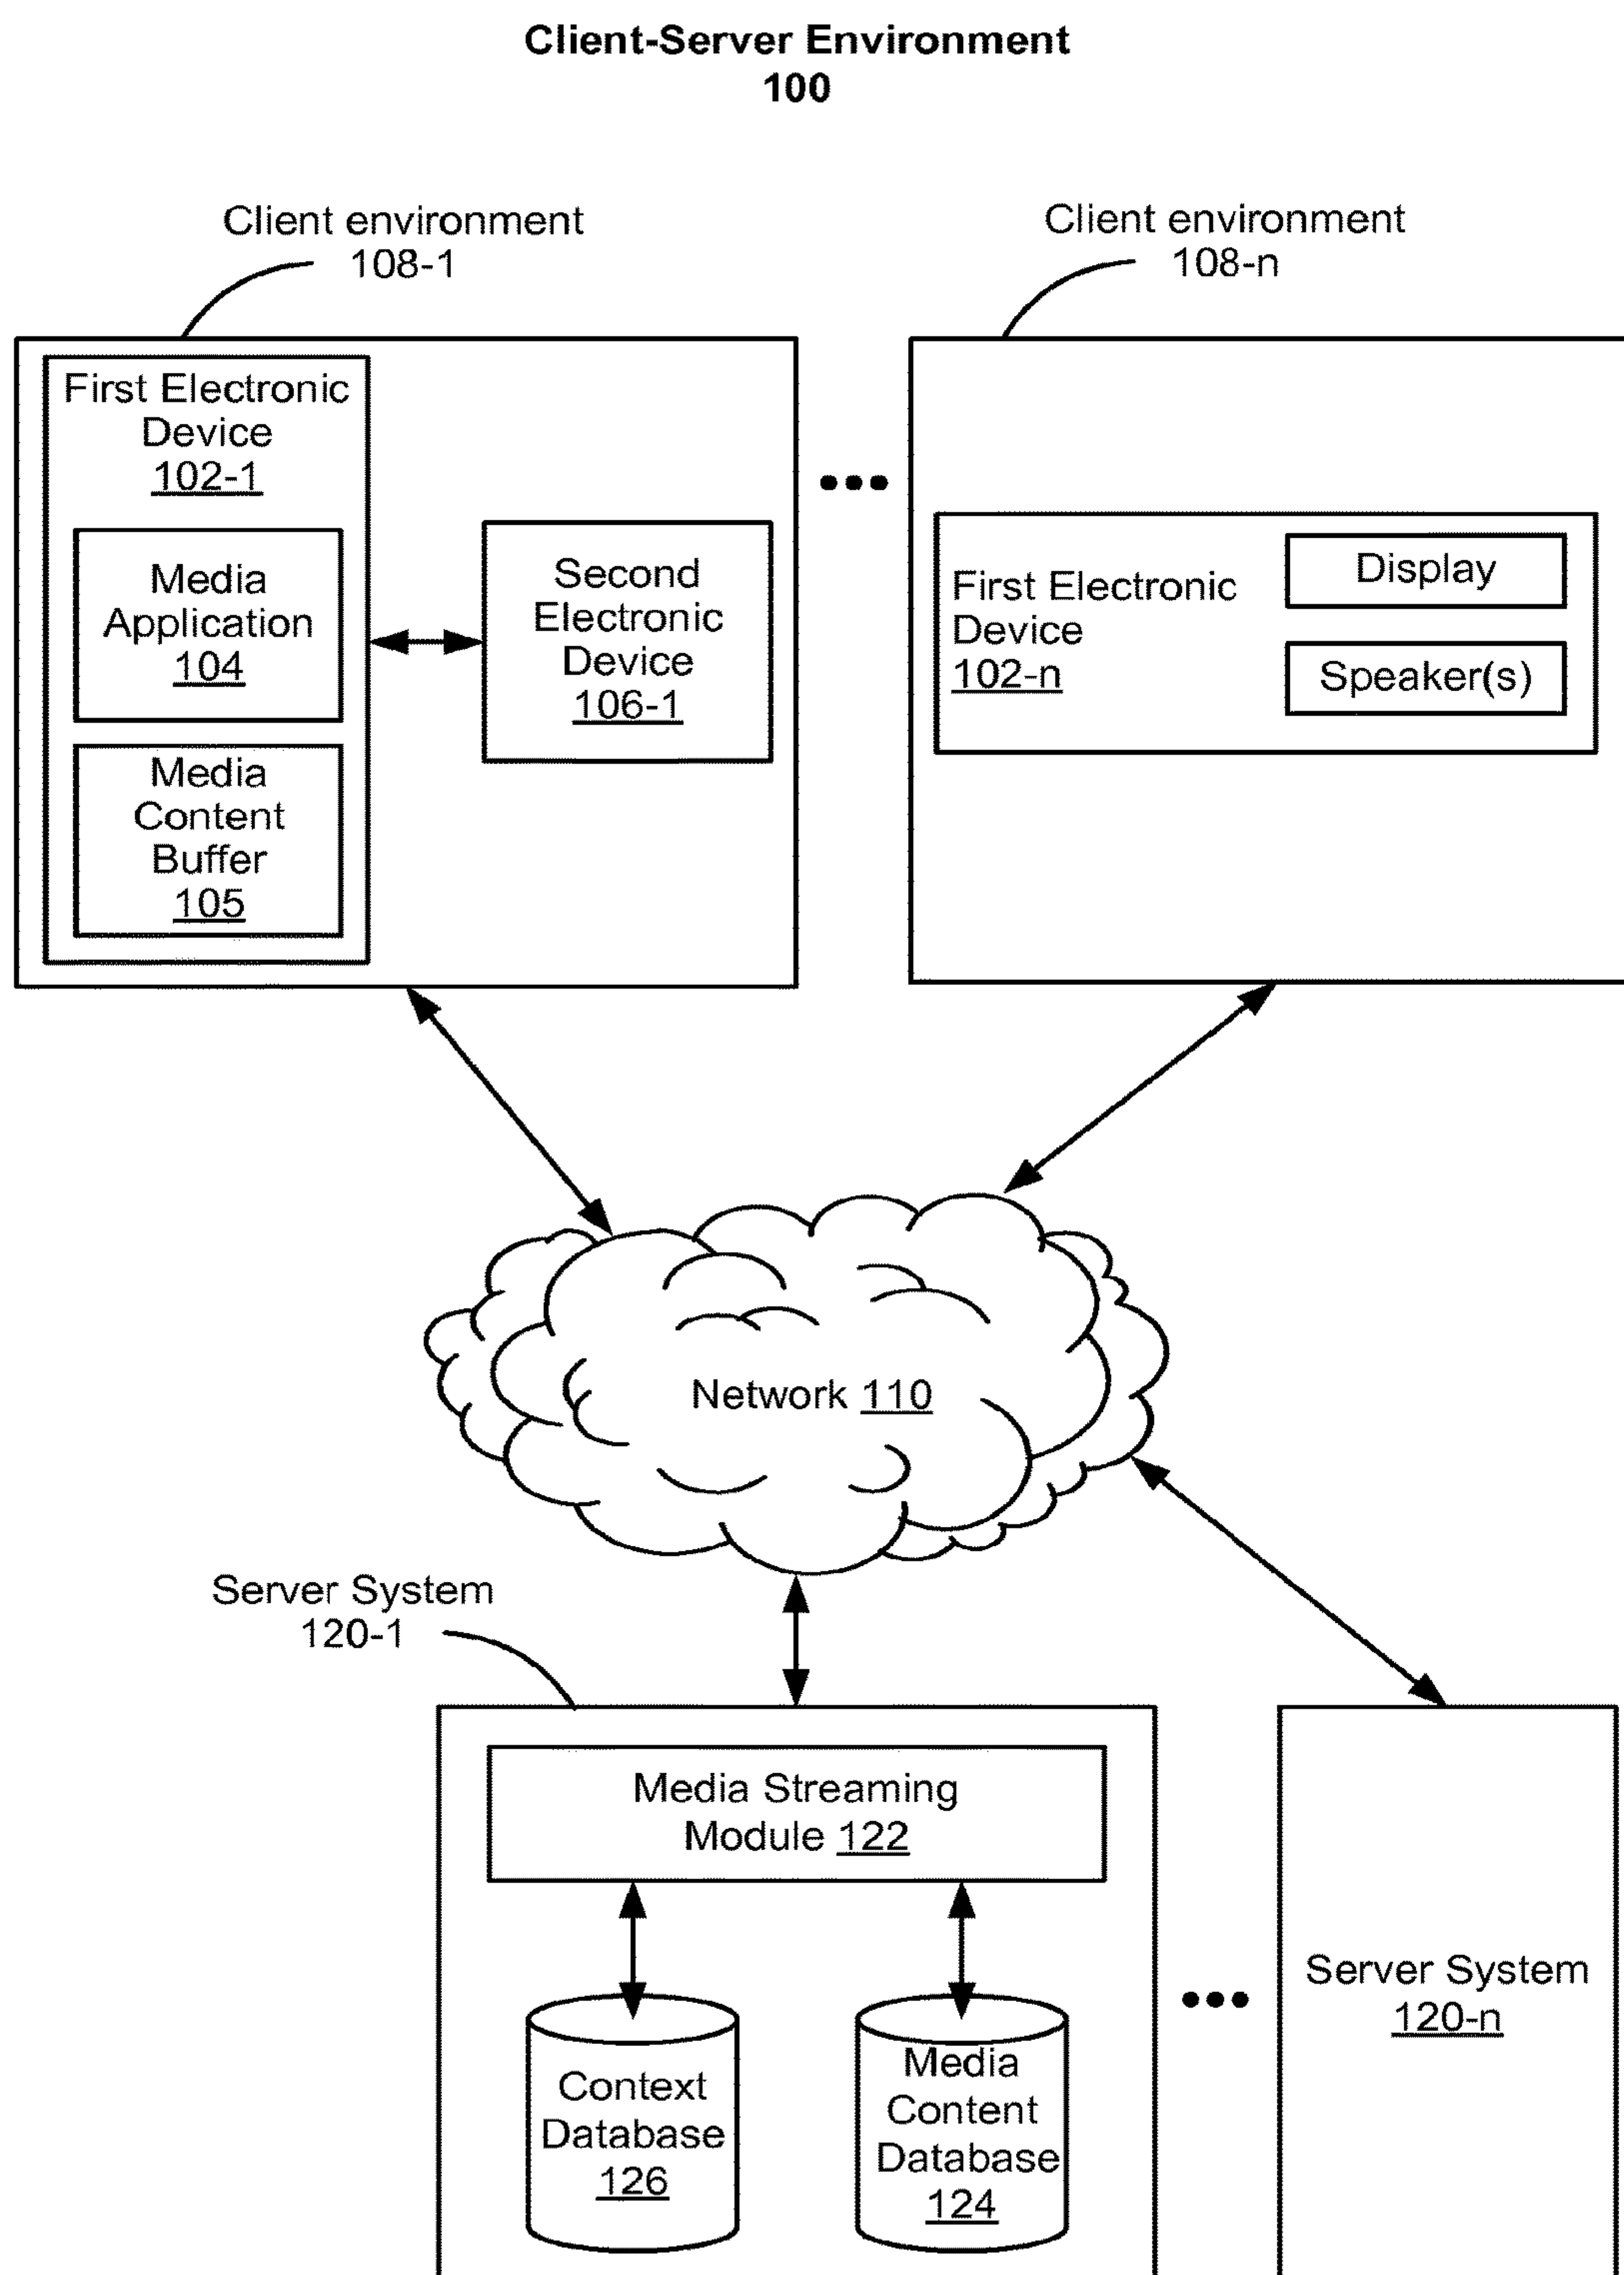 Client-Server Environment
100
Client environment
108-1
Client environment
108-n
First Electronic
Device
102-1
Media
Application
104
Media
Content
Buffer
105
Second
Electronic
Device
106-1
First Electronic
Device
102-n
Display
Speaker(s)
Network 110
Server System
120-1
Media Streaming
Module 122
Context
Database
126
Media
Content
Database
124
Server System
120-n